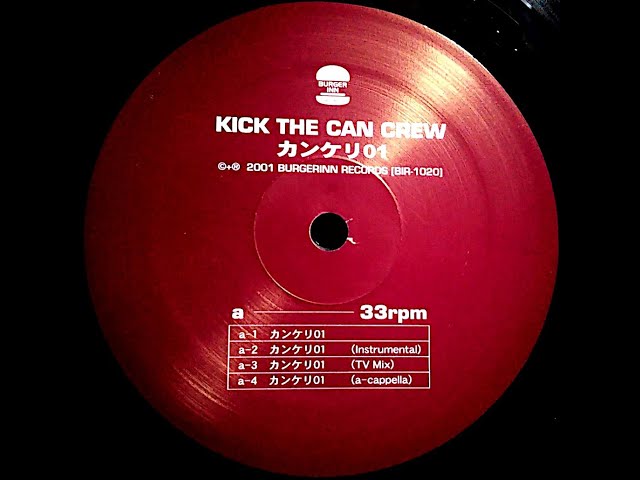 BURGER
INN
KICK THE CAN CREW
カンケリ01
©+® 2001 BURGERINN RECORDS [BIR-1020]
a 33rpm
a-1 カンケリ01
a-2 カンケリ01 (Instrumental)
a-3 カンケリ01 (TV Mix)
a-4 カンケリ01 (a-cappella)